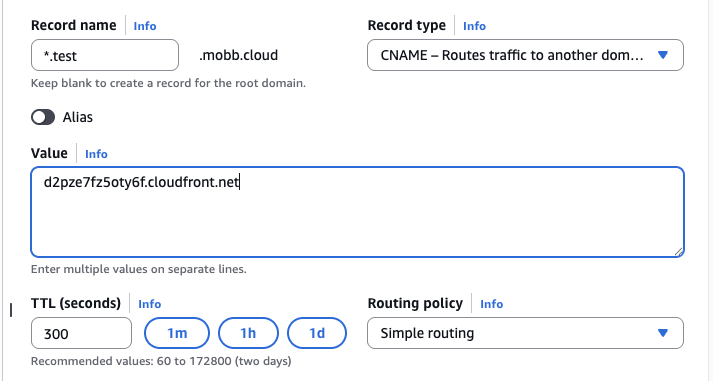 Record name Info Record type Info
*.test .mobb.cloud CNAME – Routes traffic to another dom...
Keep blank to create a record for the root domain.
Alias
Value Info
d2pze7fz5oty6f.cloudfront.net
Enter multiple values on separate lines.
TTL (seconds) Info Routing policy Info
300 1m 1h 1d Simple routing
Recommended values: 60 to 172800 (two days)